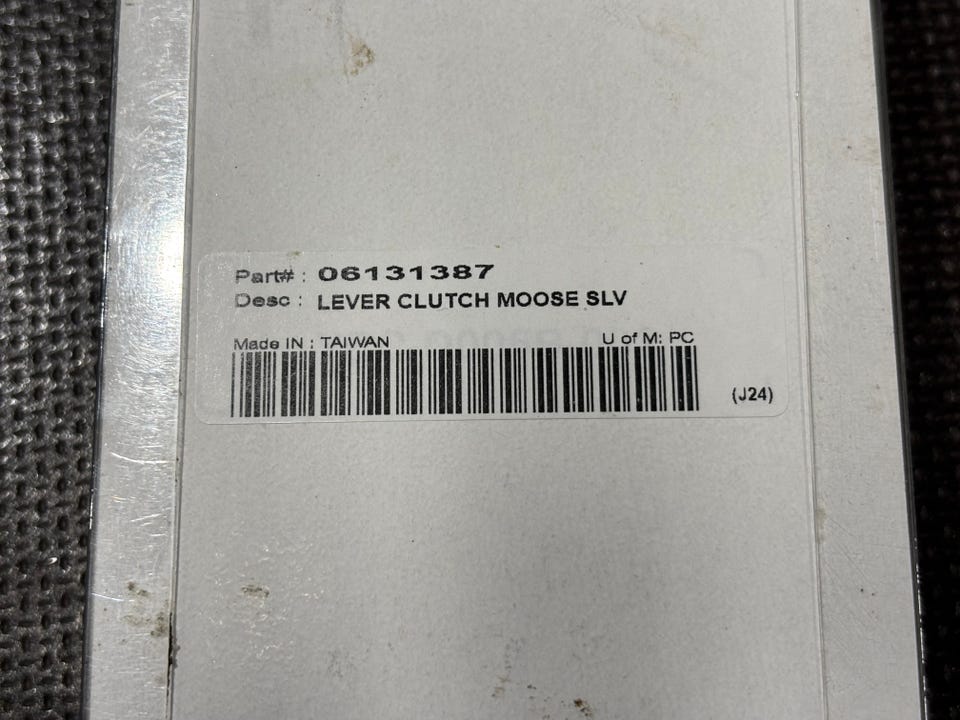 Part# : 06131387
Desc : LEVER CLUTCH MOOSE SLV
Made IN : TAIWAN U of M: PC
(J24)